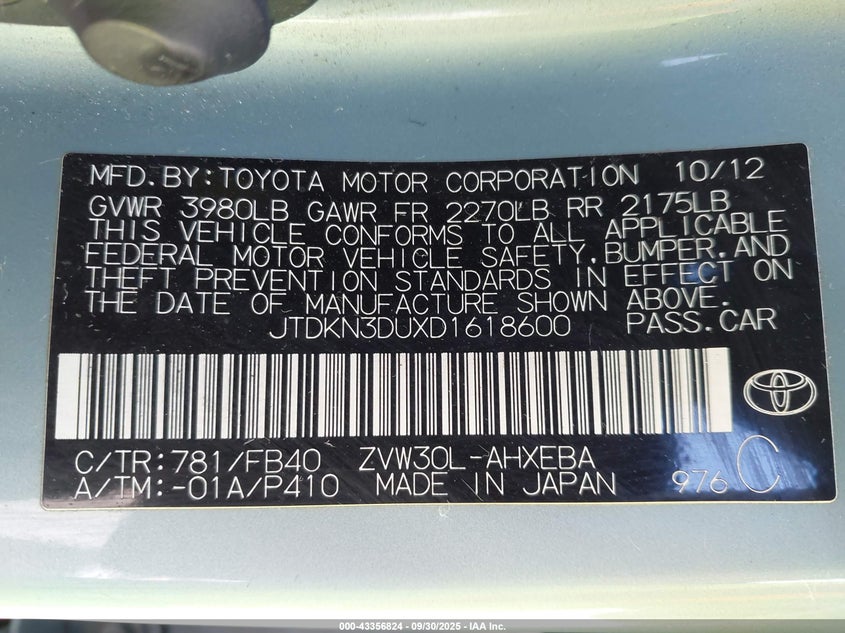 MFD.BY:TOYOTA MOTOR CORPORATION 10/12
GVWR 3980LB GAWR FR 2270LB RR 2175LB
THIS VEHICLE CONFORMS TO ALL APPLICABLE
FEDERAL MOTOR VEHICLE SAFETY,BUMPER,AND
THEFT PREVENTION STANDARDS IN EFFECT ON
THE DATE OF MANUFACTURE SHOWN ABOVE.
JTDKN3DUXD1618600 PASS.CAR
C/TR:781/FB40 ZVW30L-AHXEBA
A/TM:-01A/P410 MADE IN JAPAN 976 C
000-43356824 - 09/30/2025 - IAA Inc.